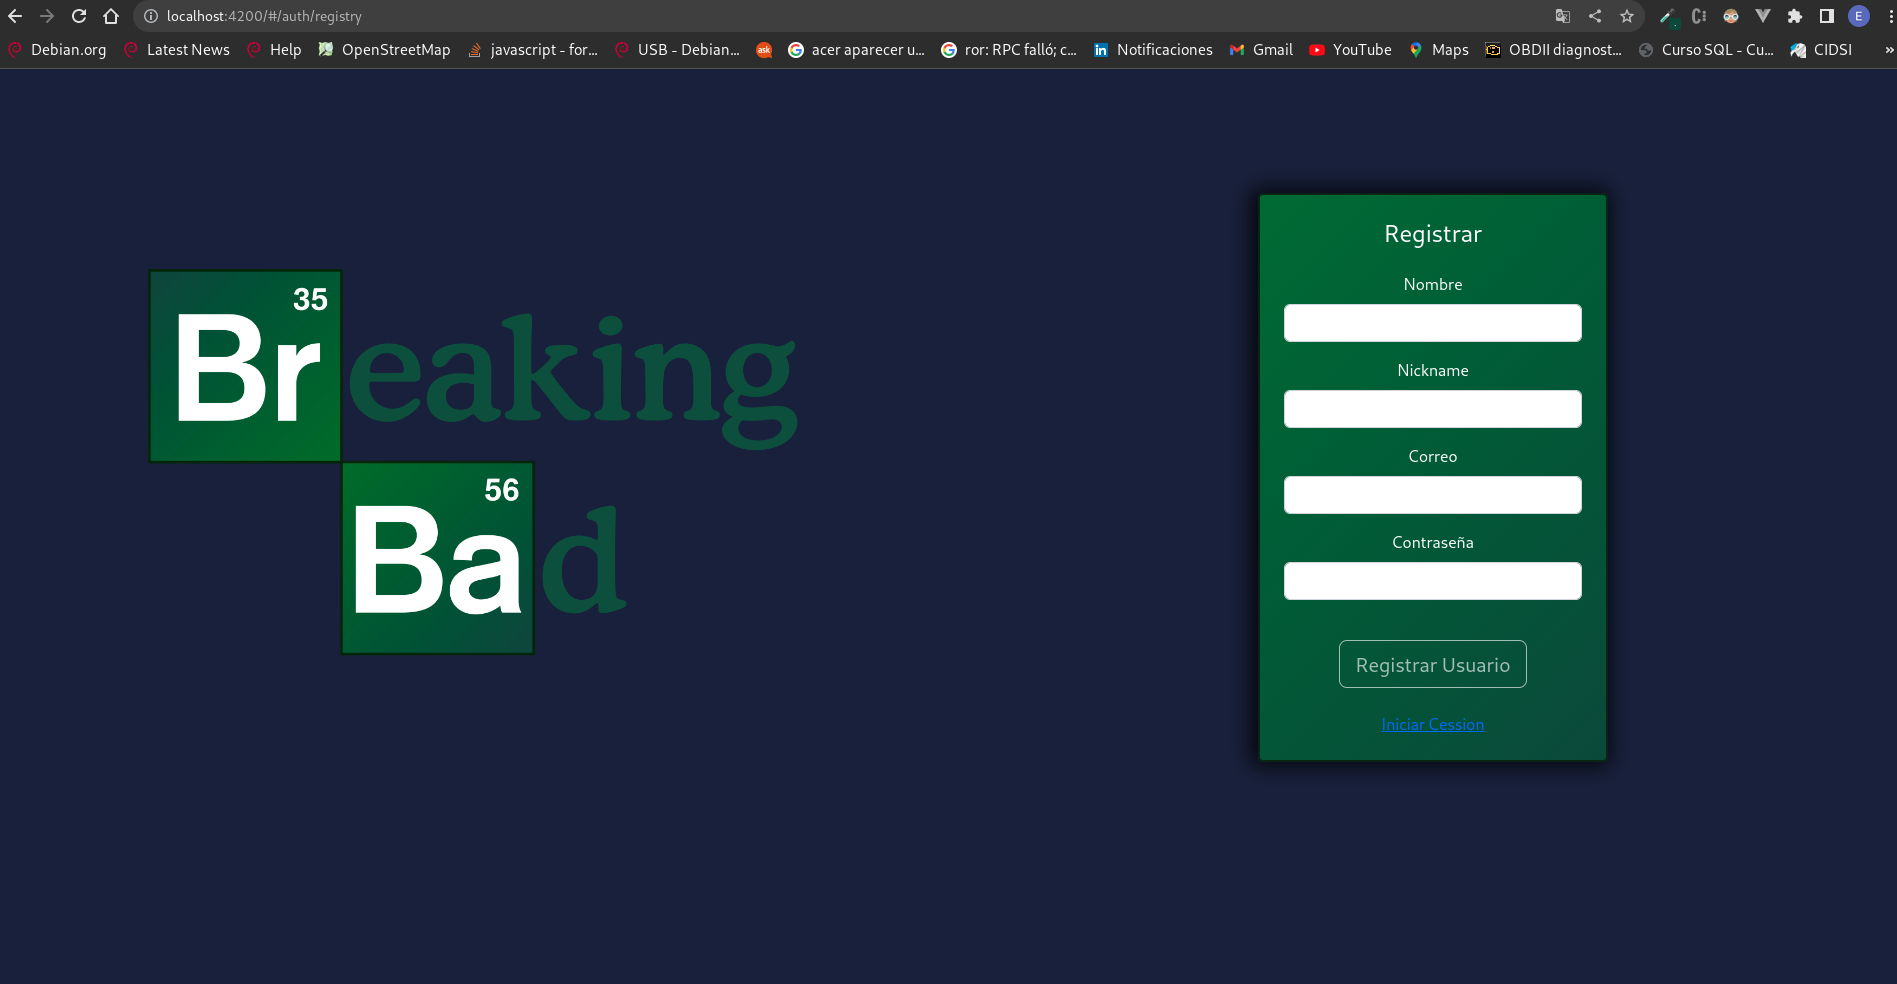 localhost:4200/#/auth/registry
E
Debian.org Latest News Help OpenStreetMap javascript - for... USB - Debian... ask acer aparecer u... ror: RPC falló; c... Notificaciones Gmail YouTube Maps OBDII diagnost... Curso SQL - Cu... CIDSI »
35
Breaking
56
Bad
Registrar
Nombre
Nickname
Correo
Contraseña
Registrar Usuario
Iniciar Cession